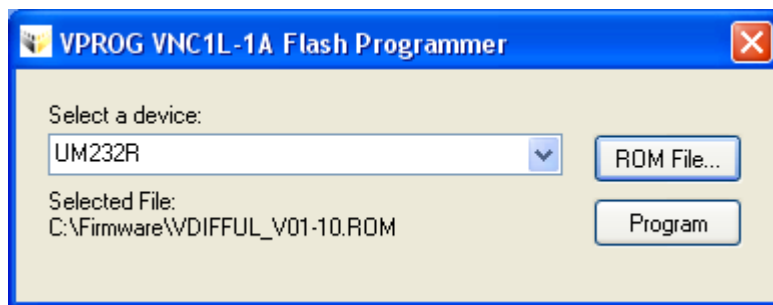 VPROG VNC1L-1A Flash Programmer
Select a device:
UM232R
ROM File...
Selected File:
C:\Firmware\VDIFFUL_V01-10.ROM
Program